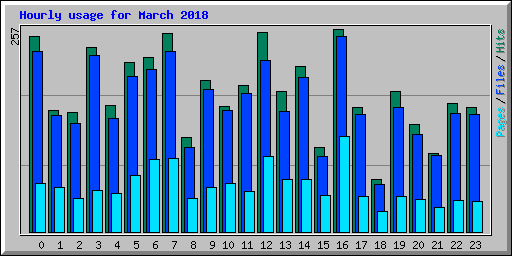 Hourly usage for March 2018
257
Pages/Files/Hits
0 1 2 3 4 5 6 7 8 9 10 11 12 13 14 15 16 17 18 19 20 21 22 23